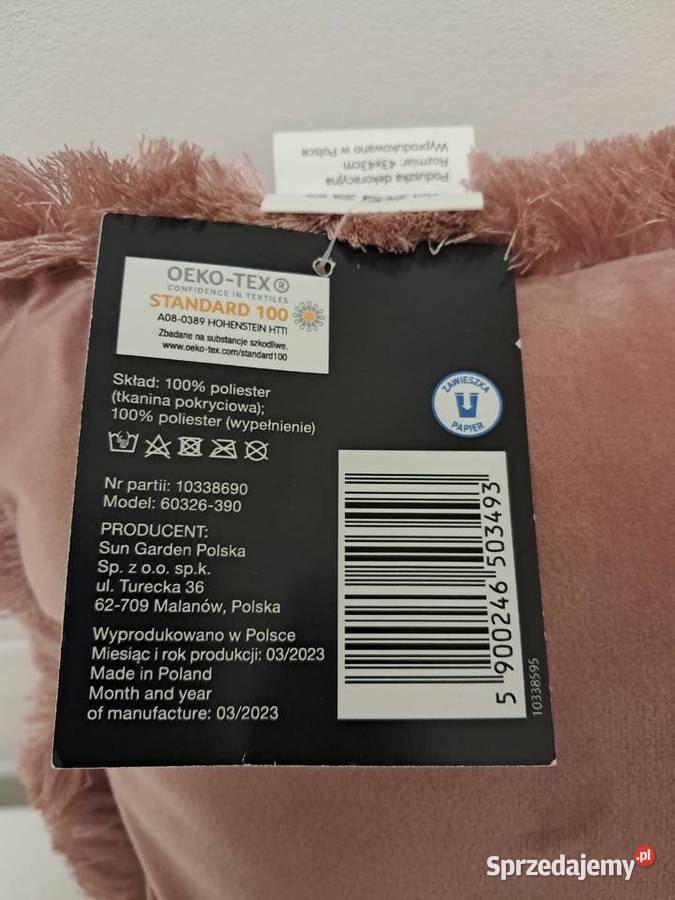 Poduszka dekoracyjna
Rozmiar: 43x43cm
Wyprodukowano w Polsce
OEKO-TEX®
CONFIDENCE IN TEXTILES
STANDARD 100
A08-0389 HOHENSTEIN HTTI
Zbadane na substancje szkodliwe.
www.oeko-tex.com/standard100
Skład: 100% poliester
(tkanina pokryciowa);
100% poliester (wypełnienie)
ZAWIESZKA
PAPIER
Nr partii: 10338690
Model: 60326-390
PRODUCENT:
Sun Garden Polska
Sp. z o.o. sp.k.
ul. Turecka 36
62-709 Malanów, Polska
Wyprodukowano w Polsce
Miesiąc i rok produkcji: 03/2023
Made in Poland
Month and year
of manufacture: 03/2023
5 900246 503493
10338595
Sprzedajemy.pl